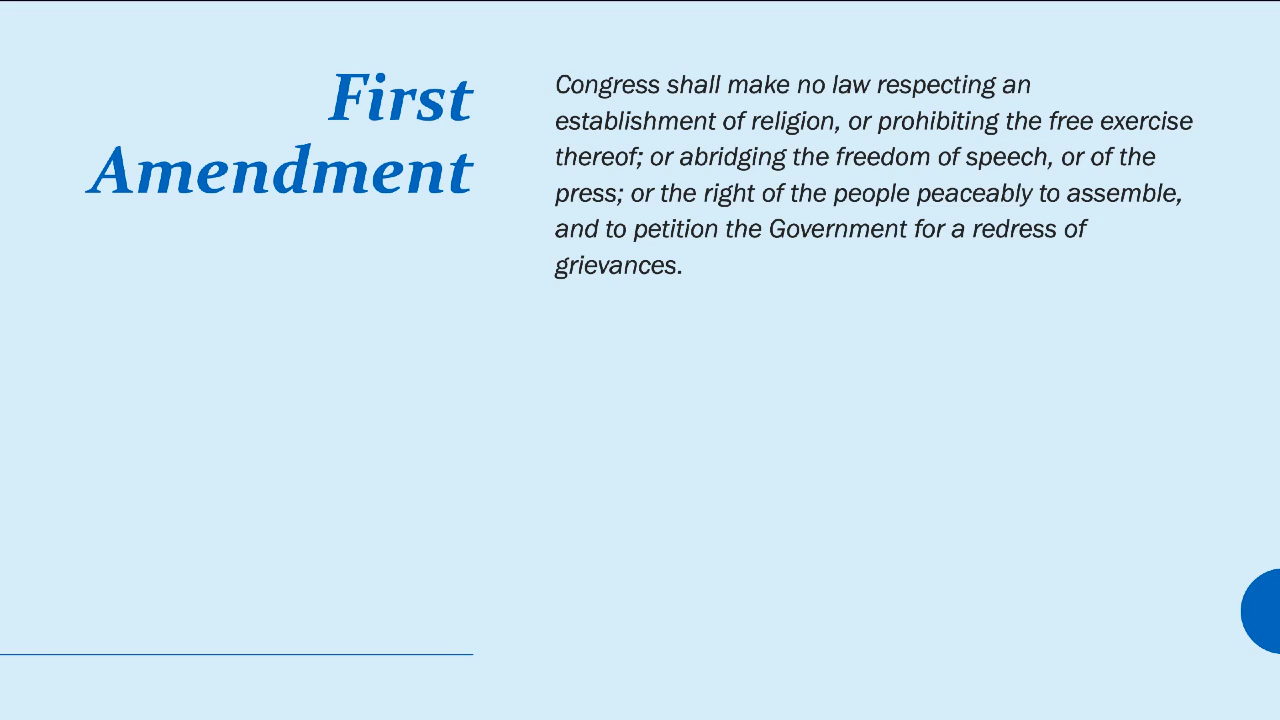 First
Amendment
Congress shall make no law respecting an
establishment of religion, or prohibiting the free exercise
thereof; or abridging the freedom of speech, or of the
press; or the right of the people peaceably to assemble,
and to petition the Government for a redress of
grievances.